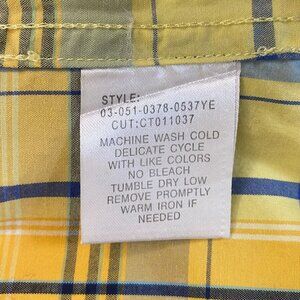 STYLE:
03-051-0378-0537YE
CUT:CT011037
MACHINE WASH COLD
DELICATE CYCLE
WITH LIKE COLORS
NO BLEACH
TUMBLE DRY LOW
REMOVE PROMPTLY
WARM IRON IF
NEEDED